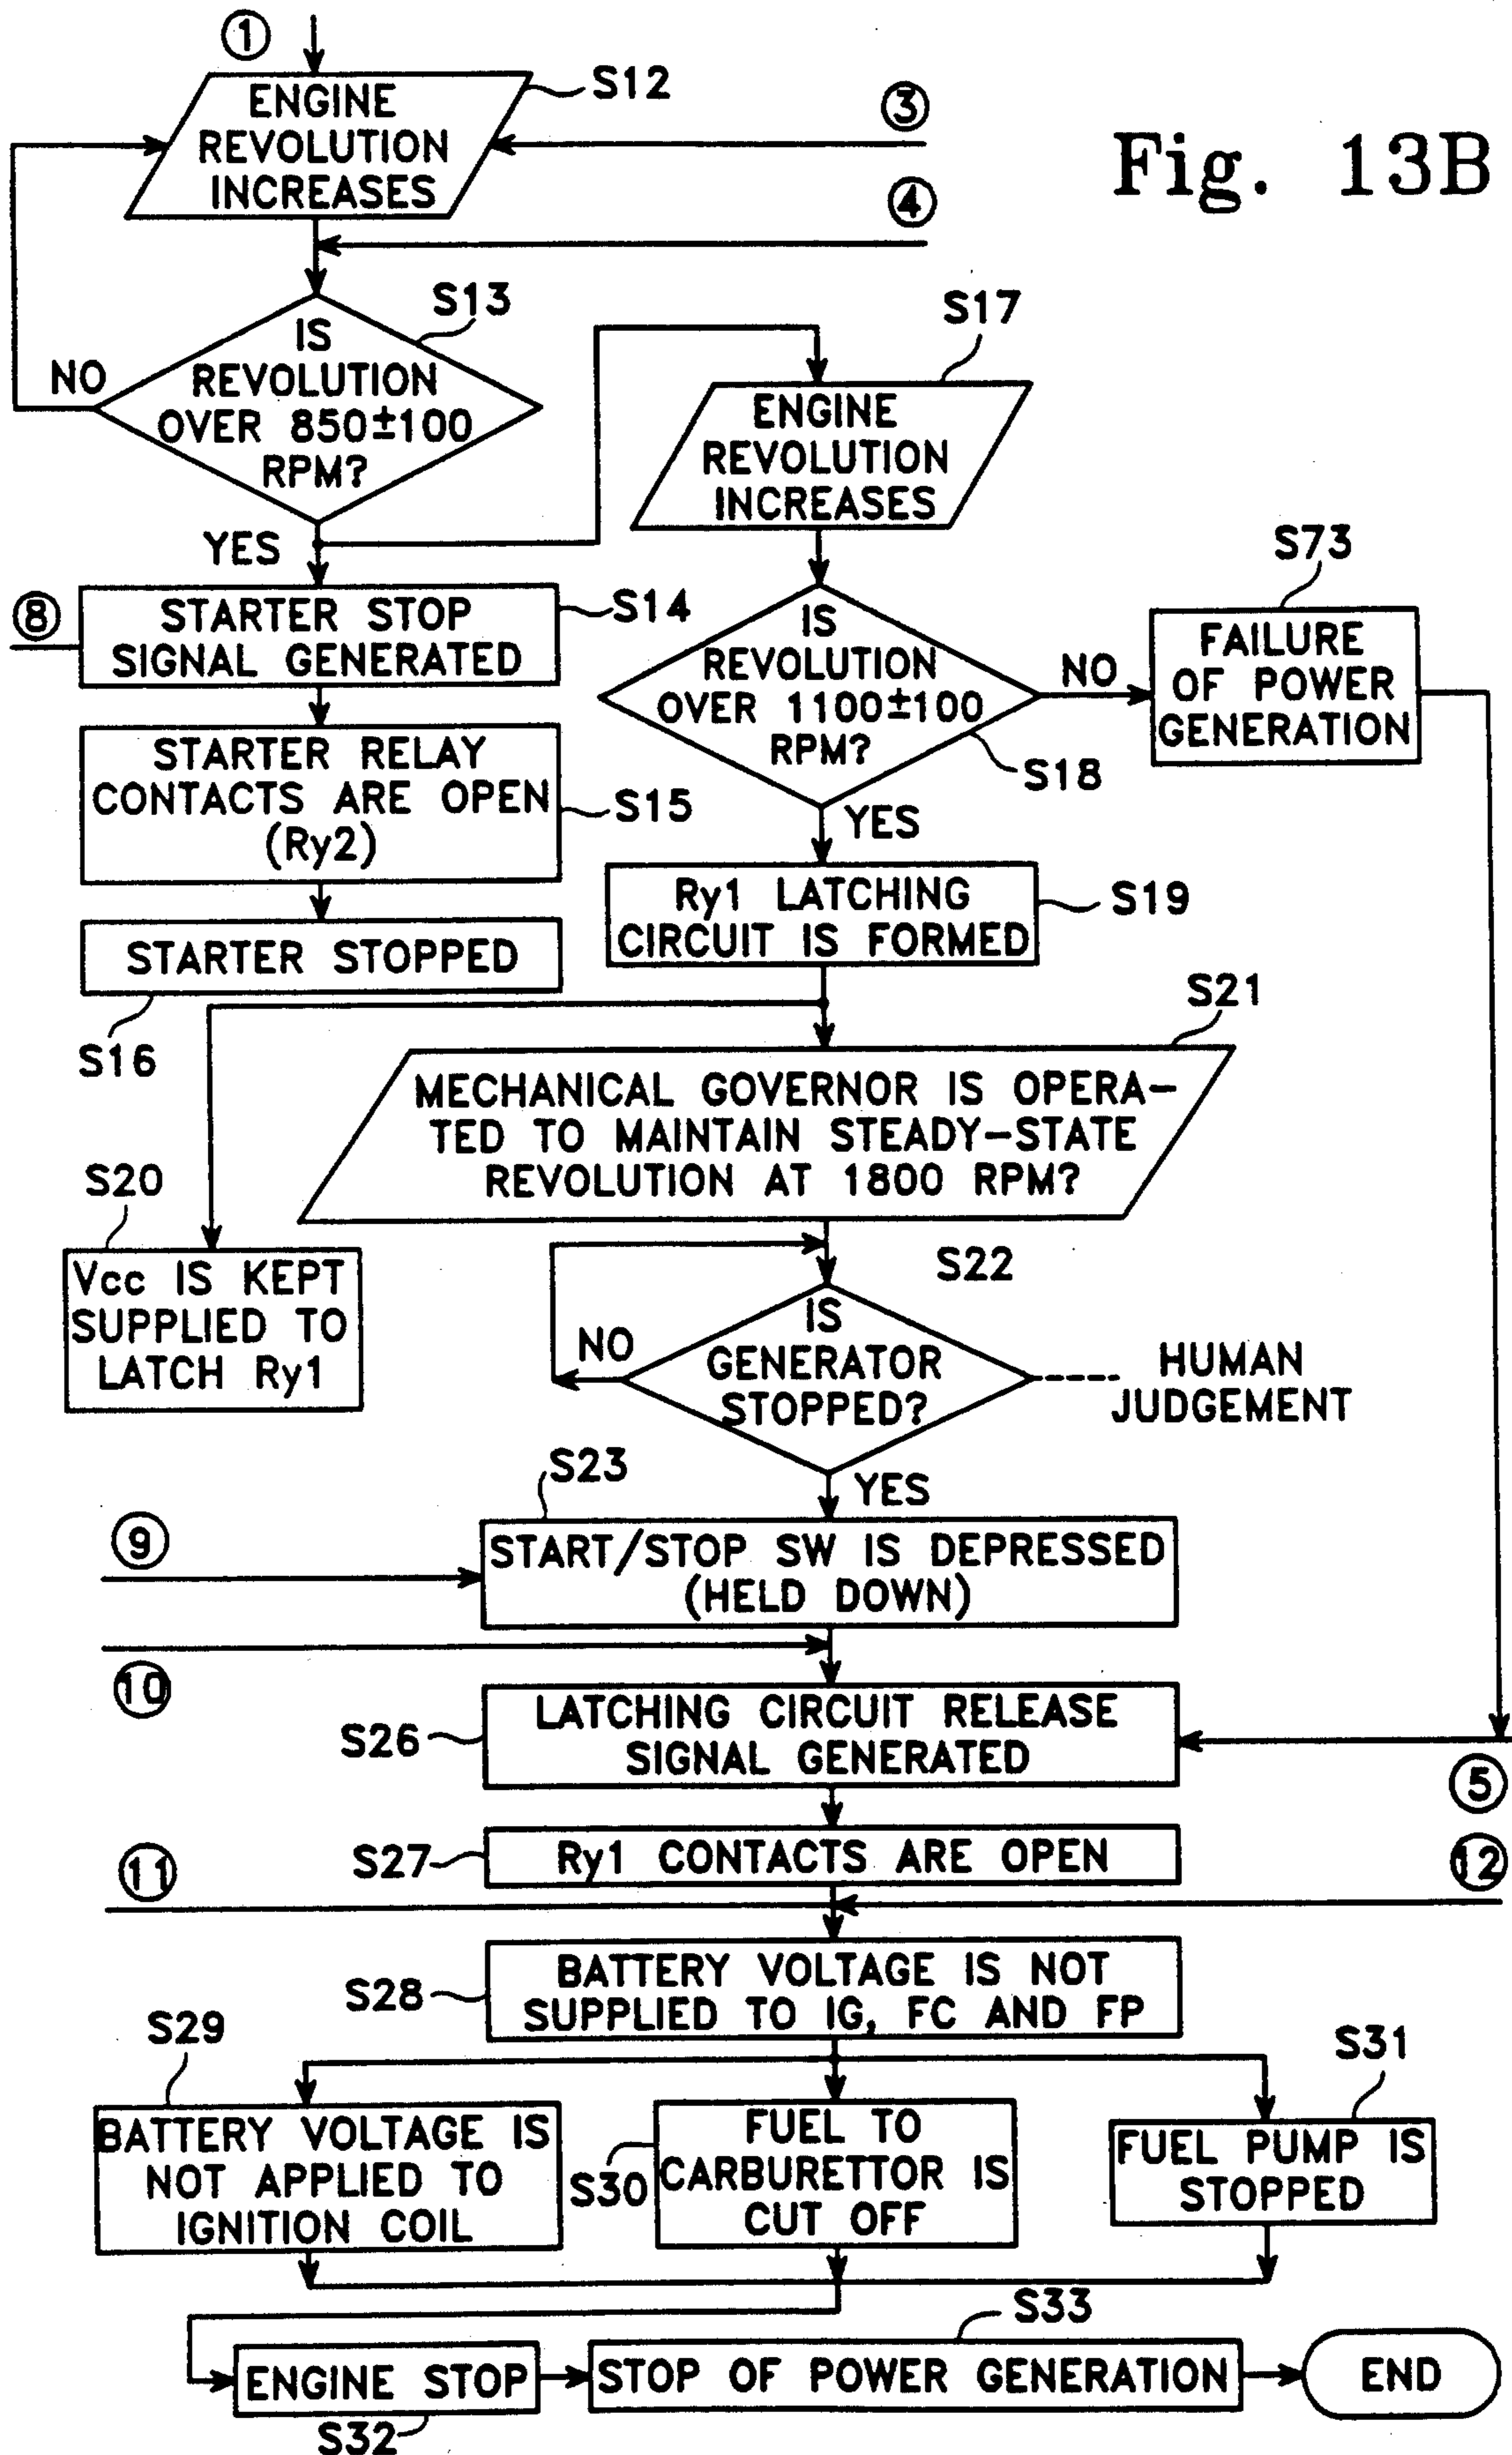 ①
ENGINE
REVOLUTION
INCREASES
S12
③
Fig. 13B
④
IS
REVOLUTION
OVER 850±100
RPM?
S13
NO
YES
S17
ENGINE
REVOLUTION
INCREASES
⑧
STARTER STOP
SIGNAL GENERATED
S14
IS
REVOLUTION
OVER 1100±100
RPM?
S18
NO
S73
FAILURE
OF POWER
GENERATION
STARTER RELAY
CONTACTS ARE OPEN
(Ry2)
S15
YES
Ry1 LATCHING
CIRCUIT IS FORMED
S19
STARTER STOPPED
S16
S21
MECHANICAL GOVERNOR IS OPERA-
TED TO MAINTAIN STEADY-STATE
REVOLUTION AT 1800 RPM?
S20
Vcc IS KEPT
SUPPLIED TO
LATCH Ry1
S22
IS
GENERATOR
STOPPED?
NO
HUMAN
JUDGEMENT
YES
S23
⑨
START/STOP SW IS DEPRESSED
(HELD DOWN)
⑩
S26
LATCHING CIRCUIT RELEASE
SIGNAL GENERATED
⑤
S27
Ry1 CONTACTS ARE OPEN
⑪
⑫
S28
BATTERY VOLTAGE IS NOT
SUPPLIED TO IG, FC AND FP
S29
BATTERY VOLTAGE IS
NOT APPLIED TO
IGNITION COIL
S30
FUEL TO
CARBURETTOR IS
CUT OFF
S31
FUEL PUMP IS
STOPPED
S33
ENGINE STOP
STOP OF POWER GENERATION
END
S32